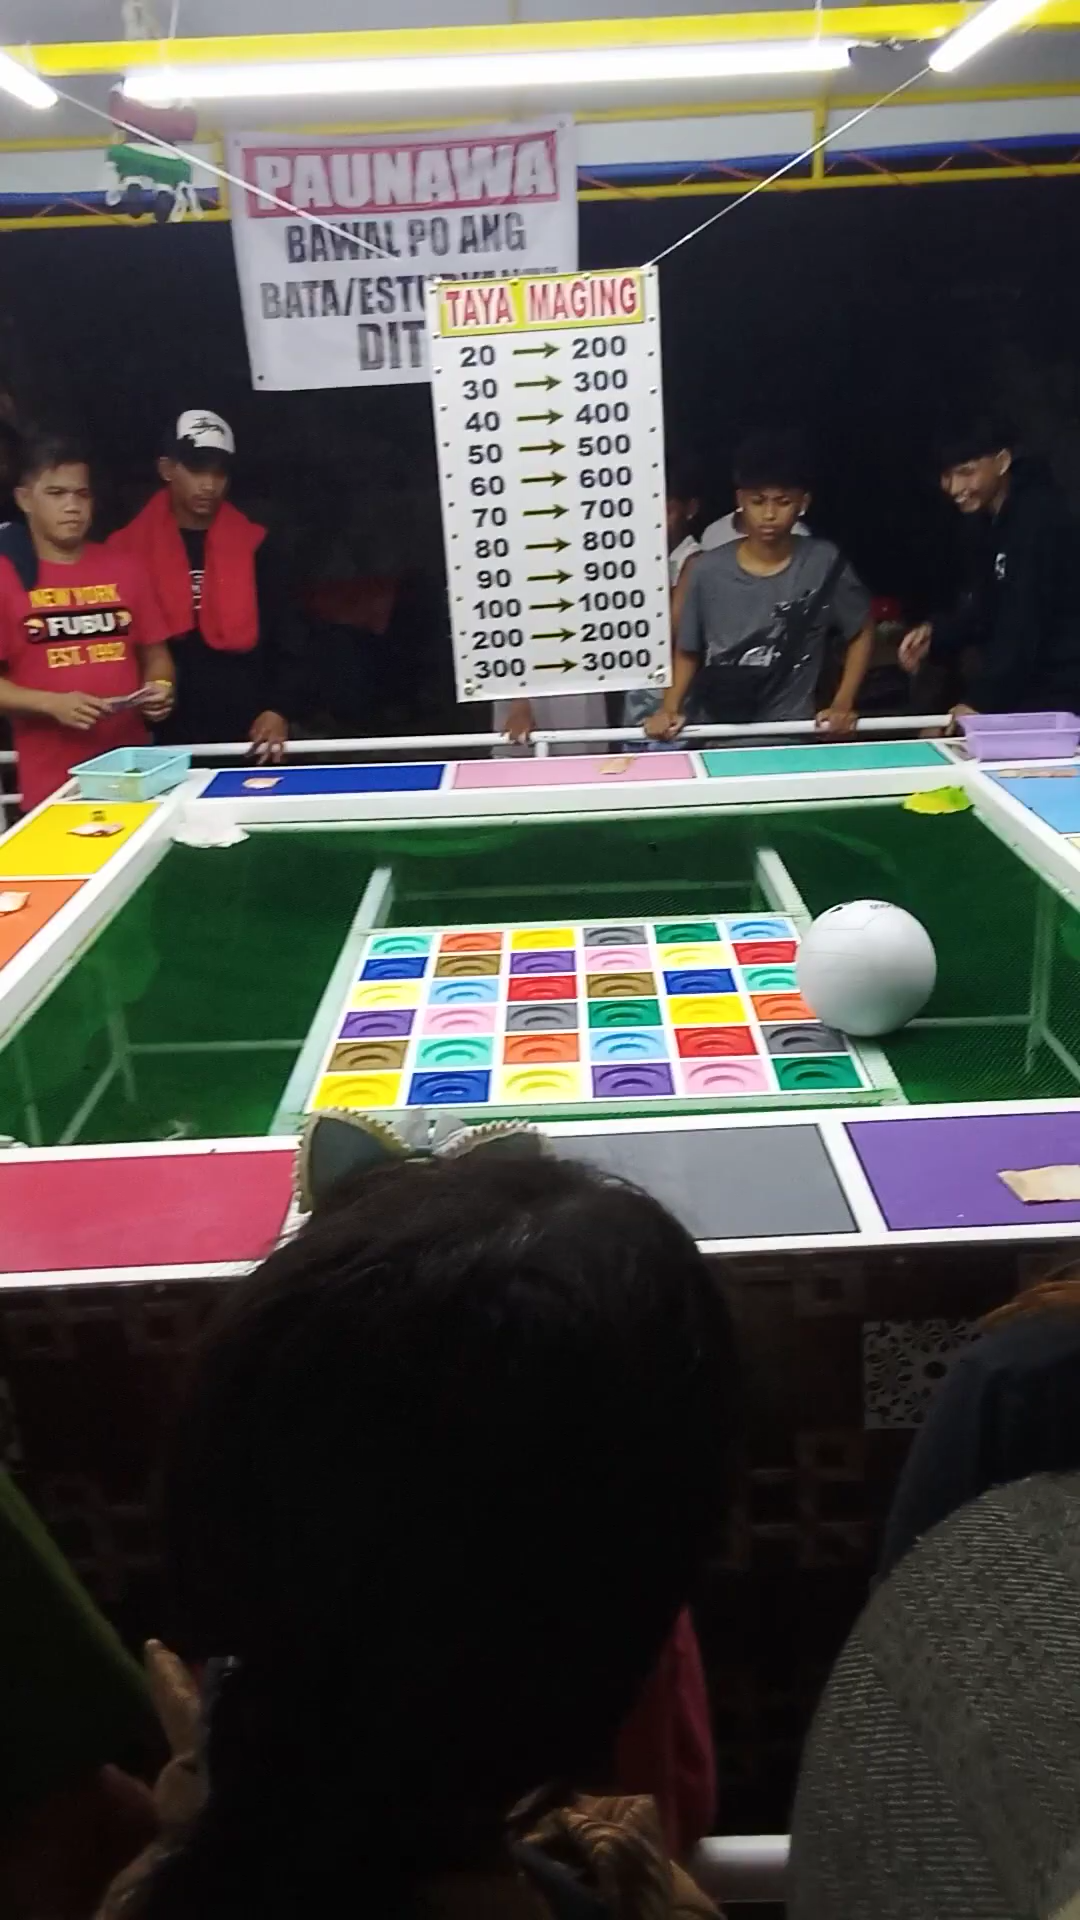 PAUNAWA
BAWAL PO ANG
BATA/ESTUDYANTE
DIT
TAYA MAGING
20 → 200
30 → 300
40 → 400
50 → 500
60 → 600
70 → 700
80 → 800
90 → 900
100 → 1000
200 → 2000
300 → 3000
NEW YORK
FUBU
EST. 1992